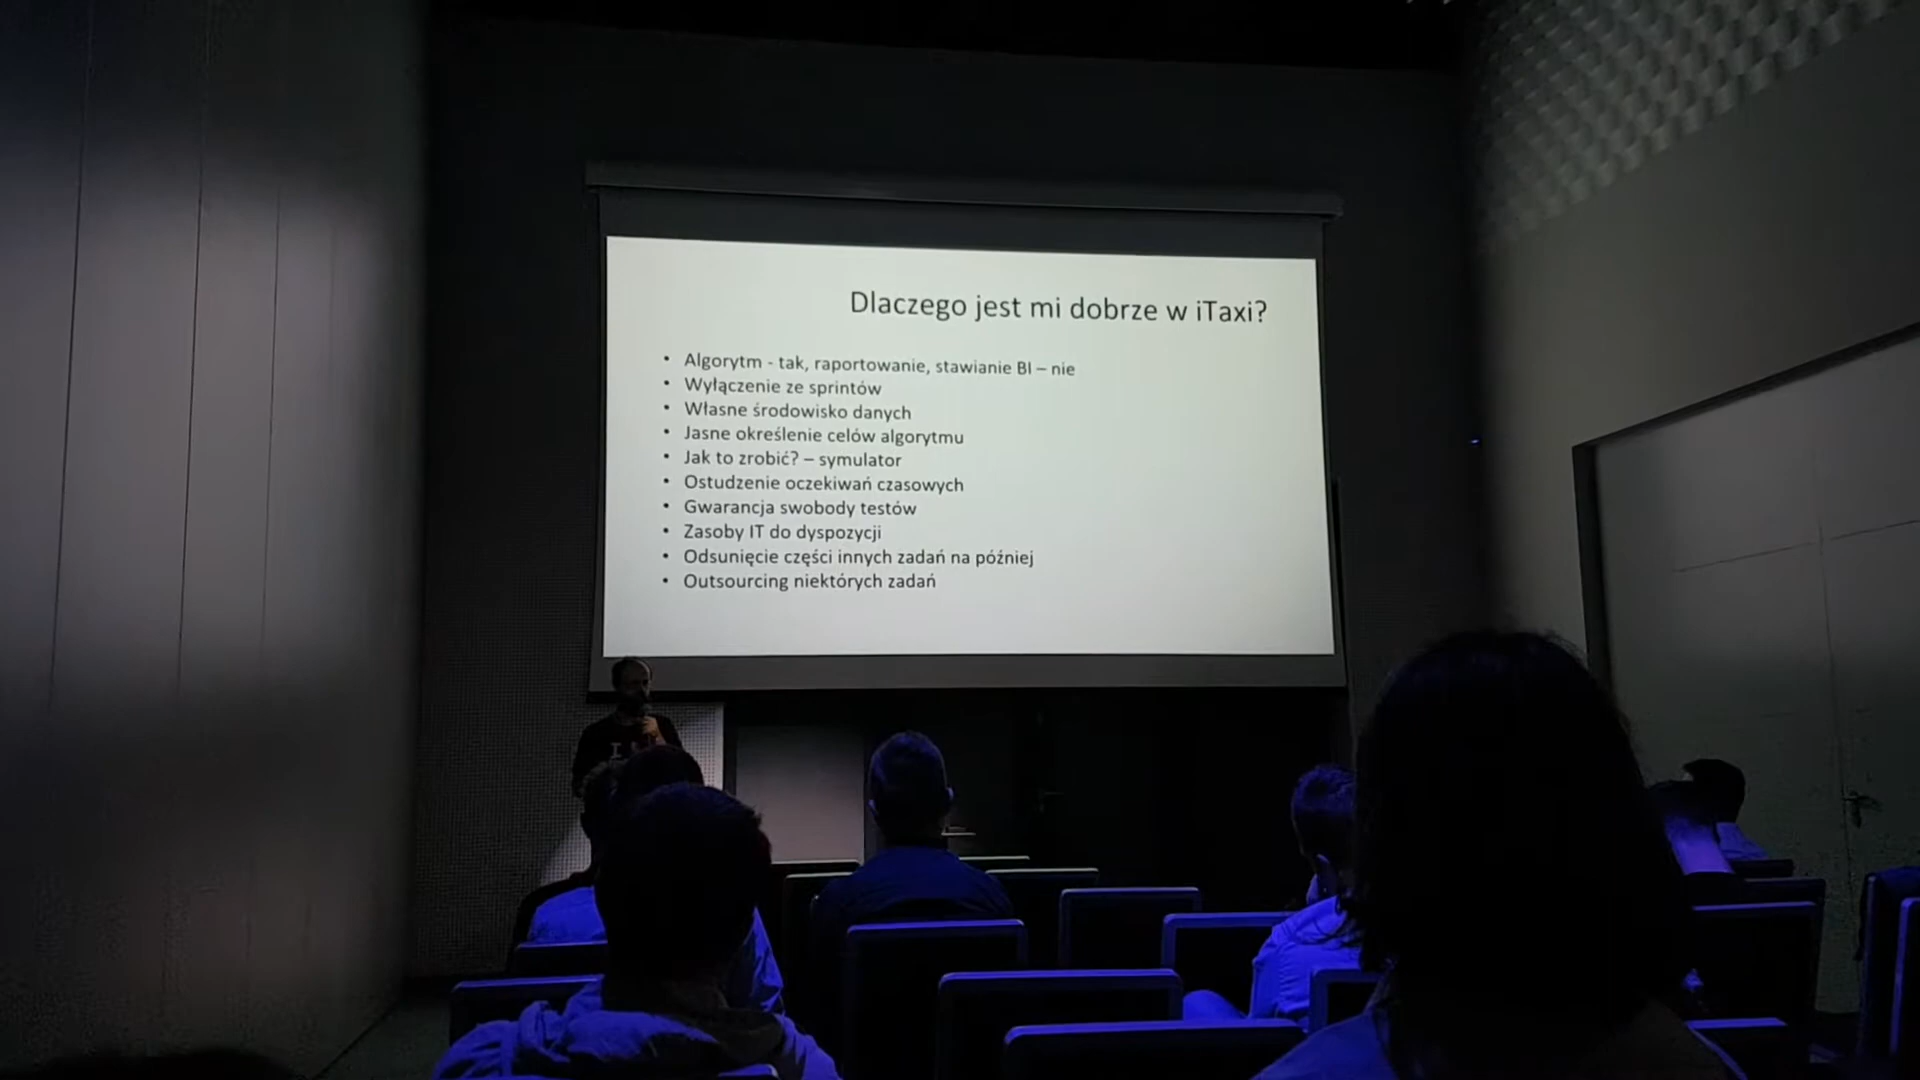 Dlaczego jest mi dobrze w iTaxi?
• Algorytm - tak, raportowanie, stawianie BI – nie
• Wyłączenie ze sprintów
• Własne środowisko danych
• Jasne określenie celów algorytmu
• Jak to zrobić? – symulator
• Ostudzenie oczekiwań czasowych
• Gwarancja swobody testów
• Zasoby IT do dyspozycji
• Odsunięcie części innych zadań na później
• Outsourcing niektórych zadań
I